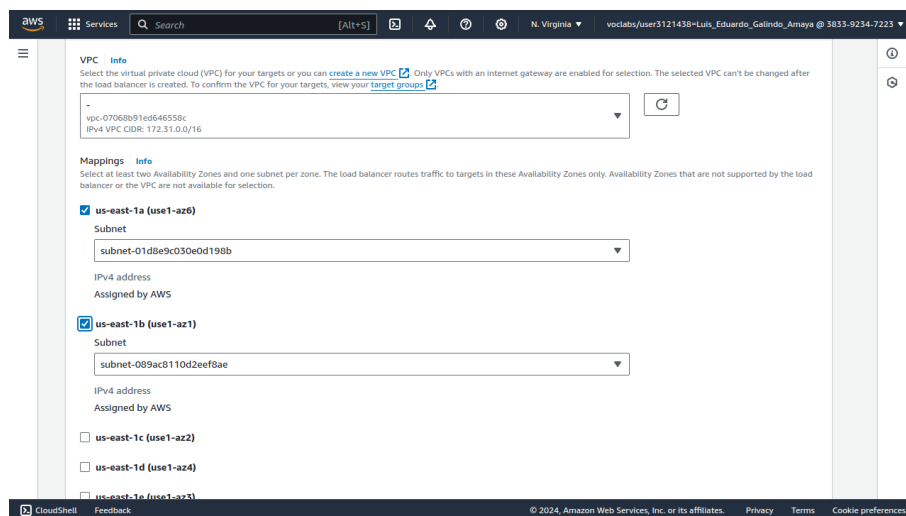 aws Services Search [Alt+S] N. Virginia voclabs/user3121438=Luis_Eduardo_Galindo_Amaya @ 3833-9234-7223
VPC Info
Select the virtual private cloud (VPC) for your targets or you can create a new VPC. Only VPCs with an internet gateway are enabled for selection. The selected VPC can't be changed after
the load balancer is created. To confirm the VPC for your targets, view your target groups.
-
vpc-07068b91ed646558c
IPv4 VPC CIDR: 172.31.0.0/16
Mappings Info
Select at least two Availability Zones and one subnet per zone. The load balancer routes traffic to targets in these Availability Zones only. Availability Zones that are not supported by the load
balancer or the VPC are not available for selection.
us-east-1a (use1-az6)
Subnet
subnet-01d8e9c030e0d198b
IPv4 address
Assigned by AWS
us-east-1b (use1-az1)
Subnet
subnet-089ac8110d2eef8ae
IPv4 address
Assigned by AWS
us-east-1c (use1-az2)
us-east-1d (use1-az4)
us-east-1e (use1-az3)
CloudShell Feedback © 2024, Amazon Web Services, Inc. or its affiliates. Privacy Terms Cookie preferences